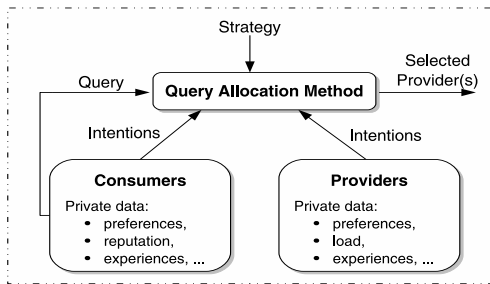 Strategy
Selected
Provider(s)
Query
Query Allocation Method
Intentions
Intentions
Consumers
Private data:
• preferences,
• reputation,
• experiences, ...
Providers
Private data:
• preferences,
• load,
• experiences, ...